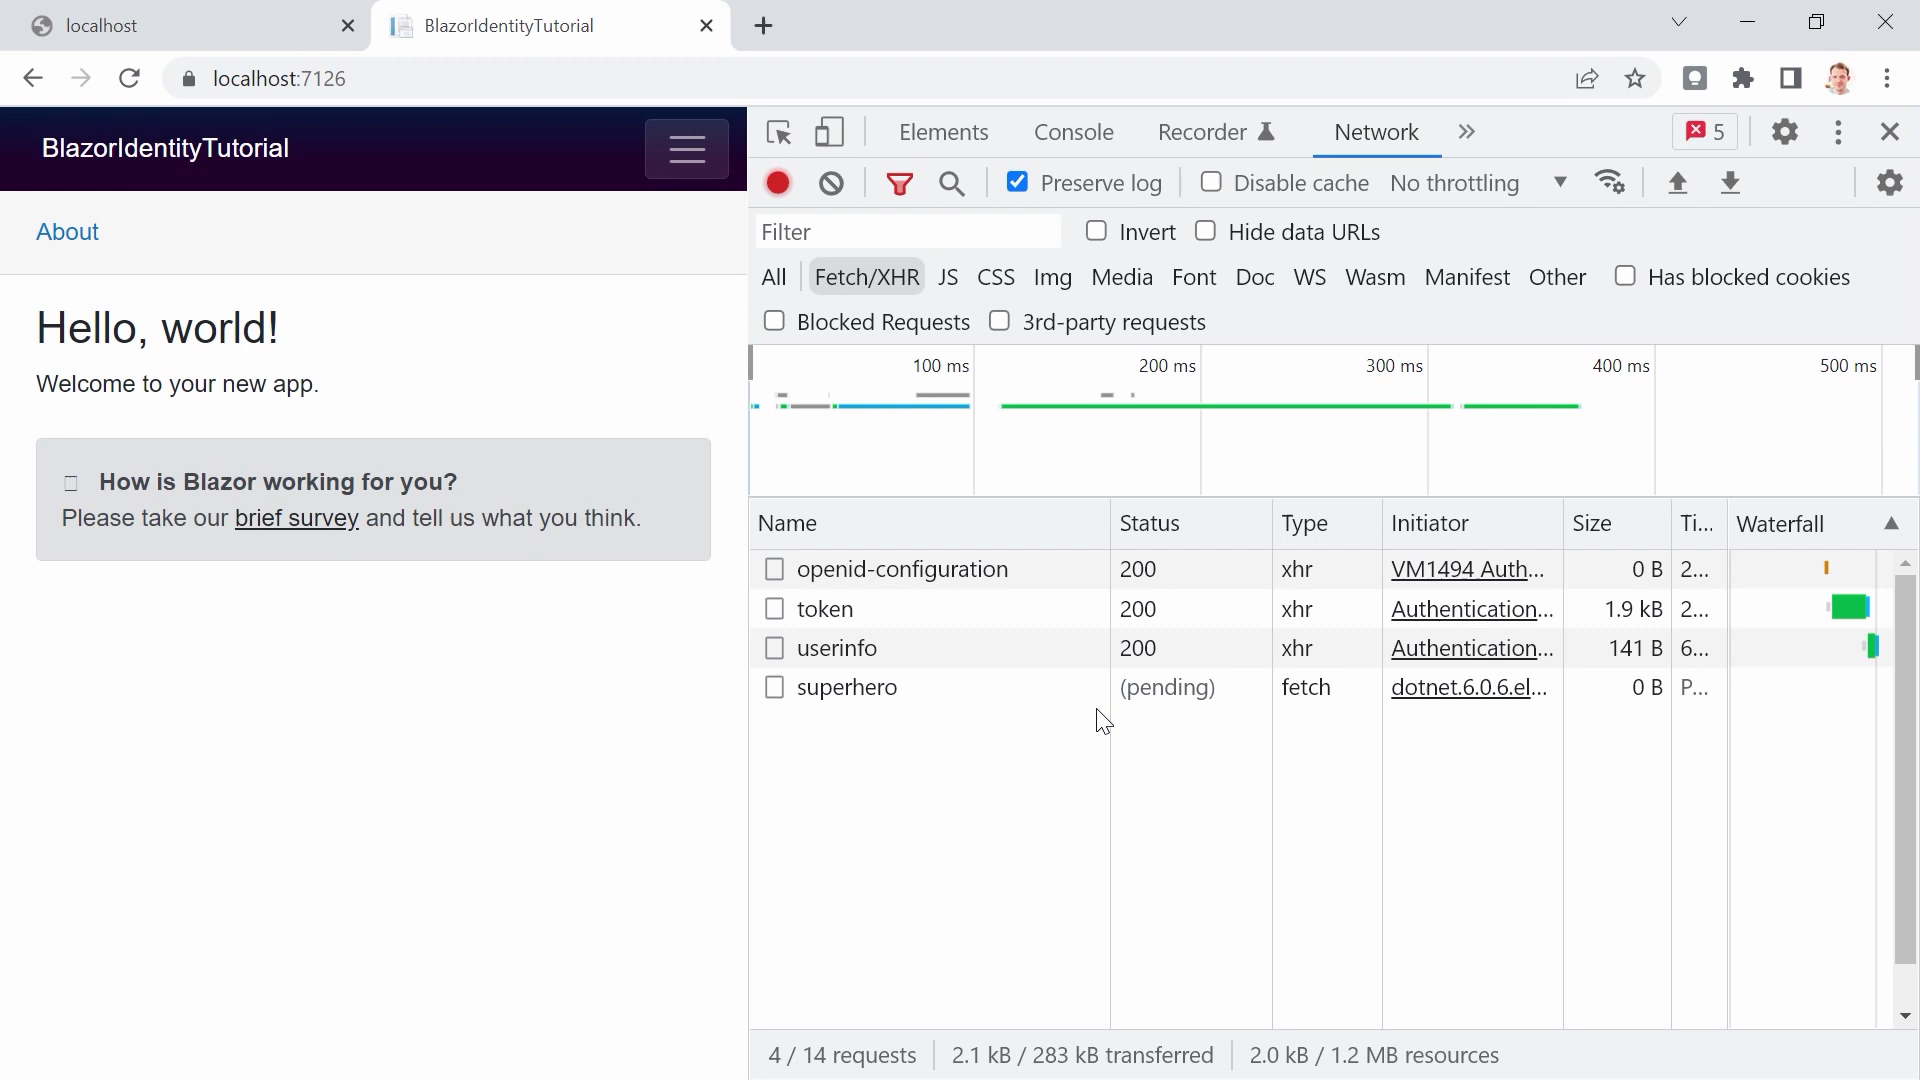 localhost
BlazorIdentityTutorial
localhost:7126
BlazorIdentityTutorial
About
Hello, world!
Welcome to your new app.
How is Blazor working for you?
Please take our brief survey and tell us what you think.
Elements Console Recorder Network » 5
Preserve log Disable cache No throttling
Filter Invert Hide data URLs
All Fetch/XHR JS CSS Img Media Font Doc WS Wasm Manifest Other Has blocked cookies
Blocked Requests 3rd-party requests
100 ms 200 ms 300 ms 400 ms 500 ms
Name Status Type Initiator Size Ti... Waterfall
openid-configuration 200 xhr VM1494 Auth... 0 B 2...
token 200 xhr Authentication... 1.9 kB 2...
userinfo 200 xhr Authentication... 141 B 6...
superhero (pending) fetch dotnet.6.0.6.el... 0 B P...
4 / 14 requests 2.1 kB / 283 kB transferred 2.0 kB / 1.2 MB resources